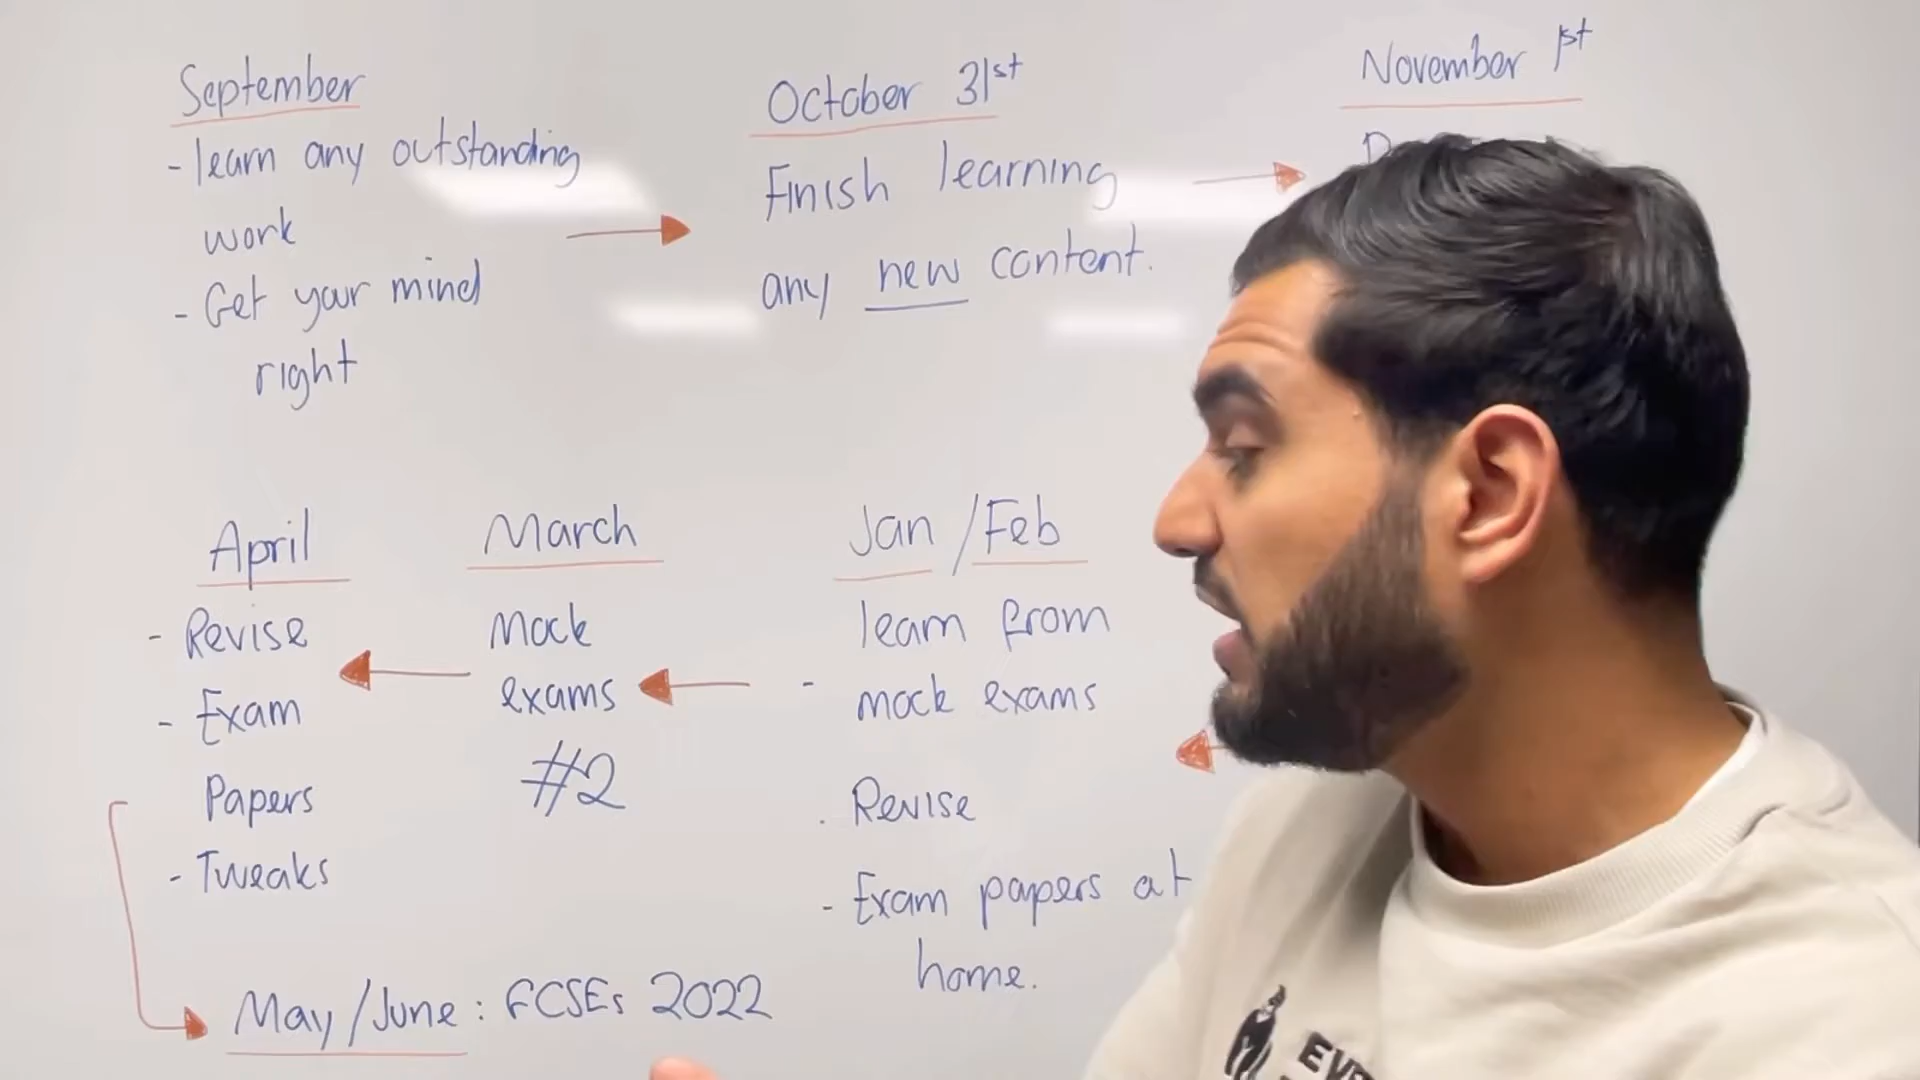 September
- learn any outstanding
work
- Get your mind
right
October 31st
Finish learning
any new content.
November 1st
Jan / Feb
- learn from
mock exams
. Revise
- Exam papers at
home.
March
Mock
exams
#2
April
- Revise
- Exam
Papers
- Tweaks
May / June : GCSEs 2022